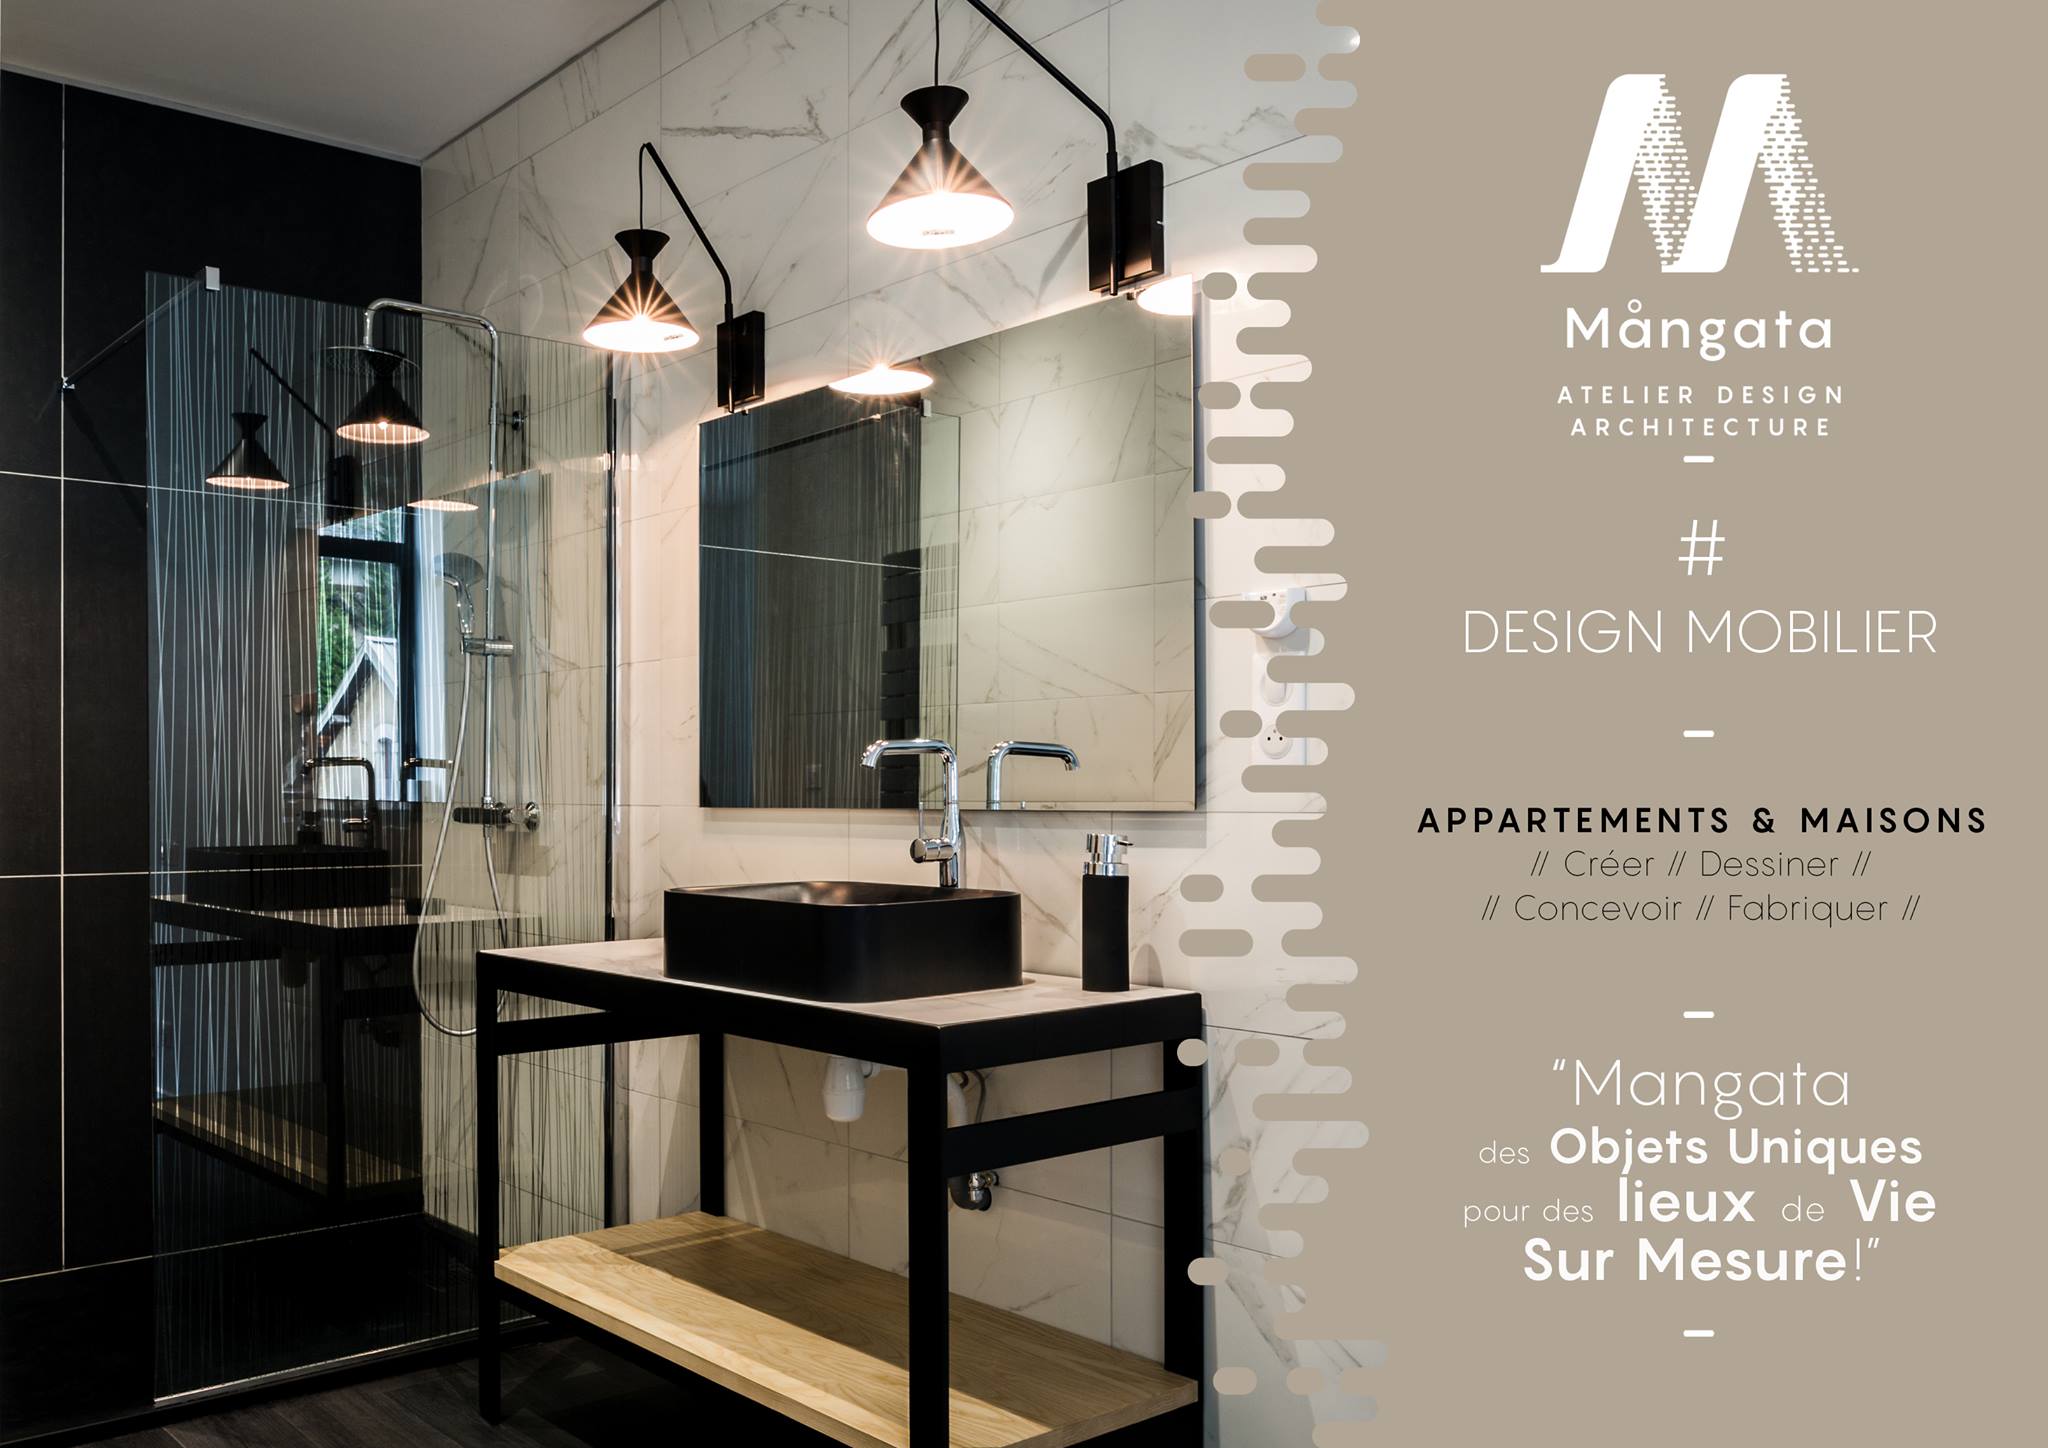 Mångata
ATELIER DESIGN
ARCHITECTURE
#
DESIGN MOBILIER
APPARTEMENTS & MAISONS
// Créer // Dessiner //
// Concevoir // Fabriquer //
“Mangata
des Objets Uniques
pour des lieux de Vie
Sur Mesure!”